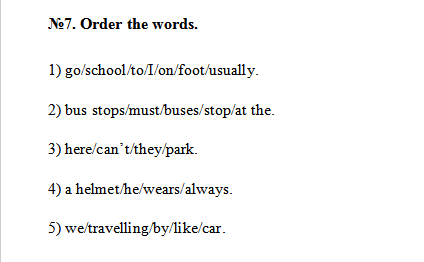 №7. Order the words.
1) go/school/to/I/on/foot/usually.
2) bus stops/must/buses/stop/at the.
3) here/can't/they/park.
4) a helmet/he/wears/always.
5) we/travelling/by/like/car.